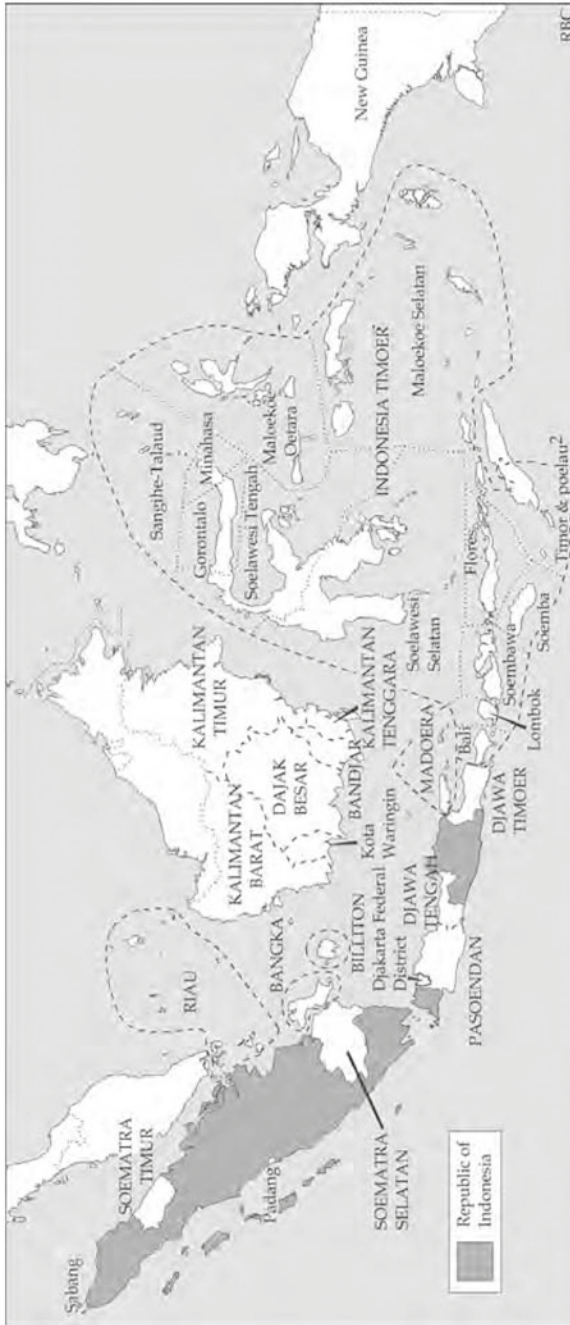 Sabang
SOEMATRA
TIMUR
Padang
SOEMATRA
SELATAN
RIAU
BANGKA
BILLITON
Djakarta Federal
District
PASOENDAN
DJAWA
TENGAH
KALIMANTAN
BARAT
DAJAK
BESAR
Kota
Waringin
BANDJAR
KALIMANTAN
TENGGARA
KALIMANTAN
TIMUR
MADOERA
Bali
DJAWA
TIMOER
Lombok
Soembawa
Soemba
Flores
Timor & poelau²
Soelawesi
Selatan
Soelawesi Tengah
Gorontalo
Minahasa
Sangihe-Talaud
Maloekoe
Oetara
INDONESIA TIMOER
Maloekoe Selatan
New Guinea
Republic of
Indonesia
RBC